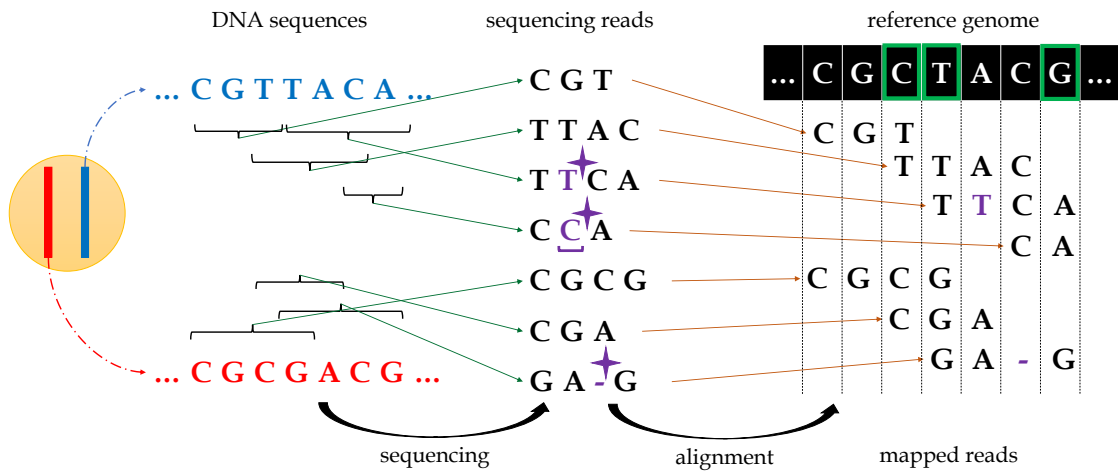 DNA sequences
sequencing reads
reference genome
... C G T T A C A ...
C G T
T T A C
T T C A
C C A
C G C G
C G A
G A - G
... C G C G A C G ...
... C G C T A C G ...
C G T
T T A C
T T C A
C A
C G C G
C G A
G A - G
sequencing
alignment
mapped reads